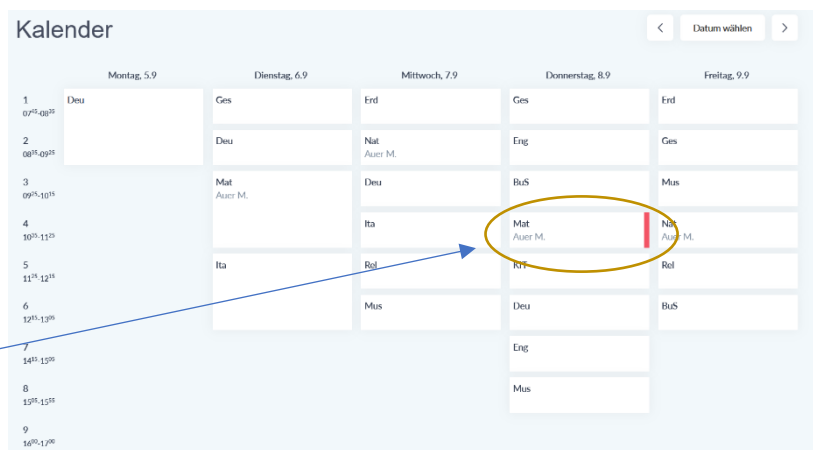 Kalender
Datum wählen
Montag, 5.9 Dienstag, 6.9 Mittwoch, 7.9 Donnerstag, 8.9 Freitag, 9.9
1 Deu Ges Erd Ges Erd
07⁴⁵-08³⁵
2 Deu Nat Eng Ges
08³⁵-09²⁵ Auer M.
3 Mat Deu BuS Mus
09²⁵-10¹⁵ Auer M.
4 Ita Mat Nat
10³⁵-11²⁵ Auer M. Auer M.
5 Ita Rel KIT Rel
11²⁵-12¹⁵
6 Mus Deu BuS
12¹⁵-13⁰⁵
7 Eng
14¹⁵-15⁰⁵
8 Mus
15⁰⁵-15⁵⁵
9
16⁰⁰-17⁰⁰